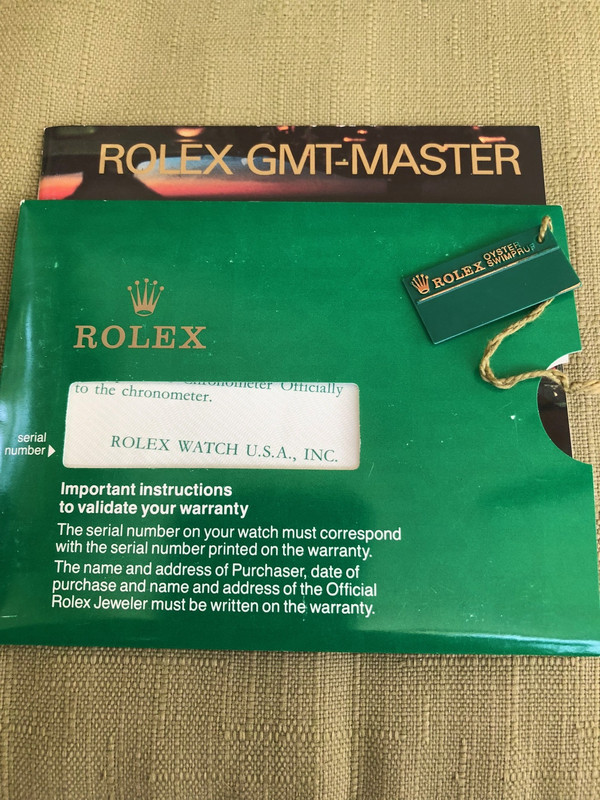 ROLEX GMT-MASTER
ROLEX OYSTER
SWIMPRUF
ROLEX
Chronometer Officially
to the chronometer.
ROLEX WATCH U.S.A., INC.
serial
number
Important instructions
to validate your warranty
The serial number on your watch must correspond
with the serial number printed on the warranty.
The name and address of Purchaser, date of
purchase and name and address of the Official
Rolex Jeweler must be written on the warranty.